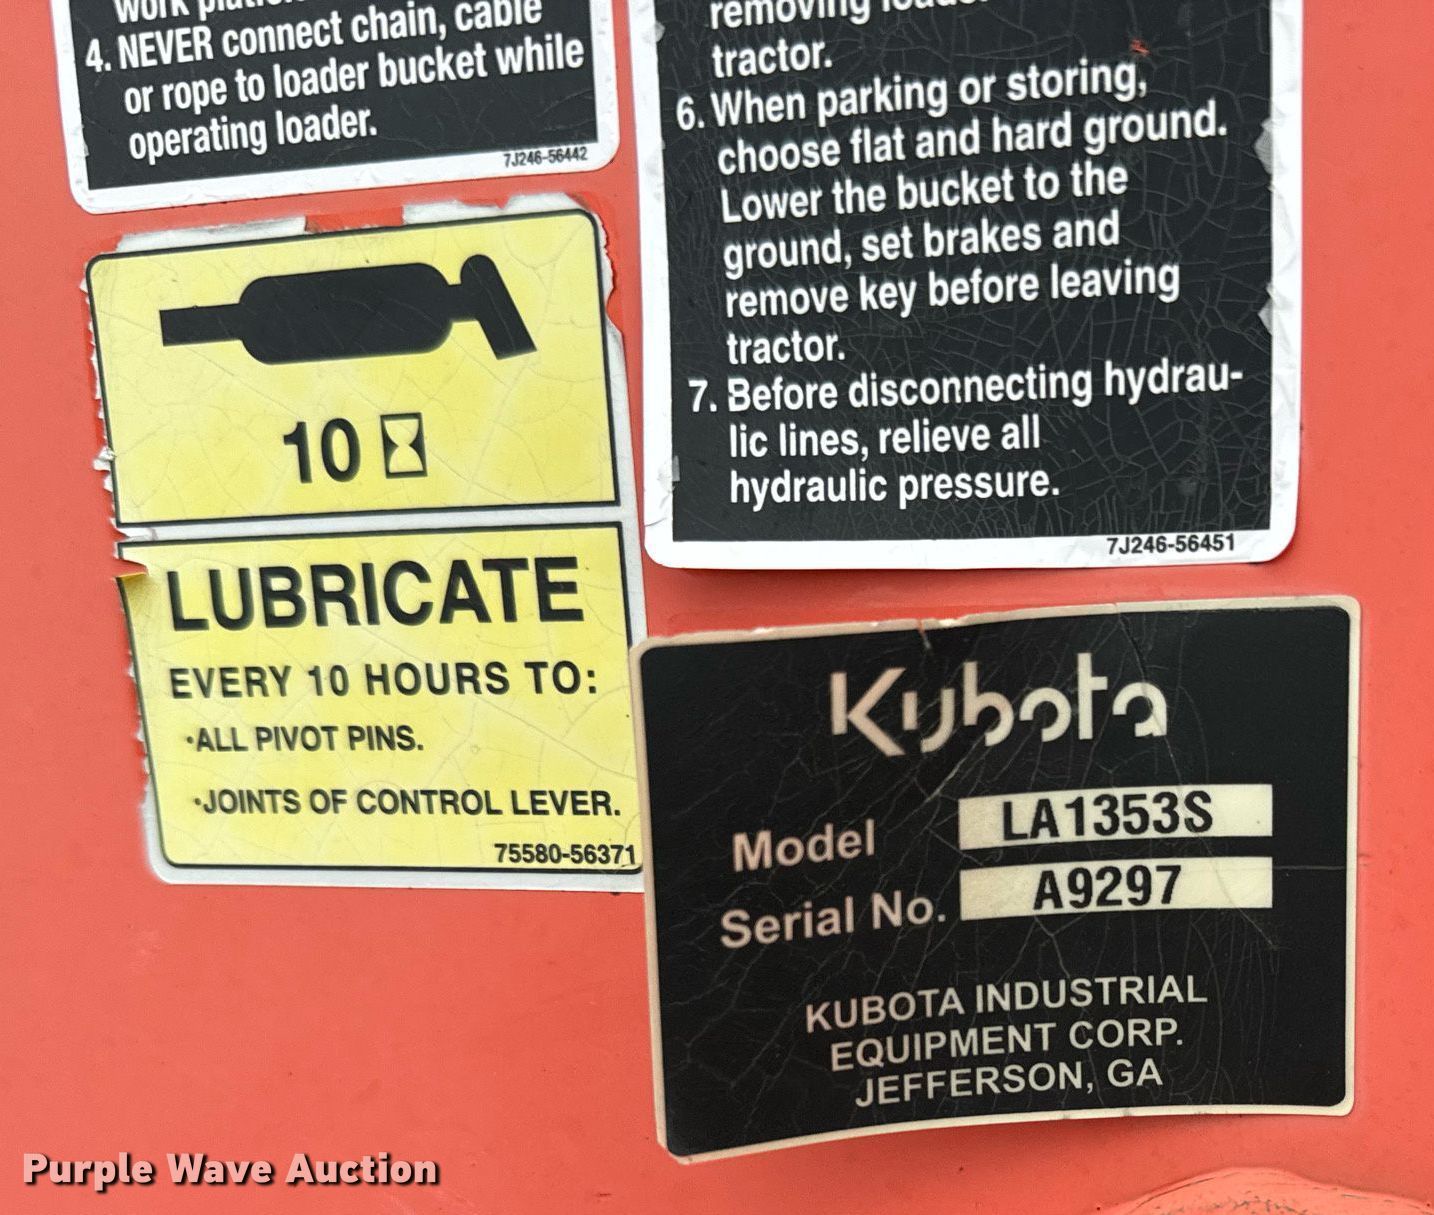 4. NEVER connect chain, cable
or rope to loader bucket while
operating loader.
7J246-56442
removing
tractor.
6. When parking or storing,
choose flat and hard ground.
Lower the bucket to the
ground, set brakes and
remove key before leaving
tractor.
7. Before disconnecting hydrau-
lic lines, relieve all
hydraulic pressure.
7J246-56451
10
LUBRICATE
EVERY 10 HOURS TO:
·ALL PIVOT PINS.
·JOINTS OF CONTROL LEVER.
75580-56371
Kubota
Model LA1353S
Serial No. A9297
KUBOTA INDUSTRIAL
EQUIPMENT CORP.
JEFFERSON, GA
Purple Wave Auction